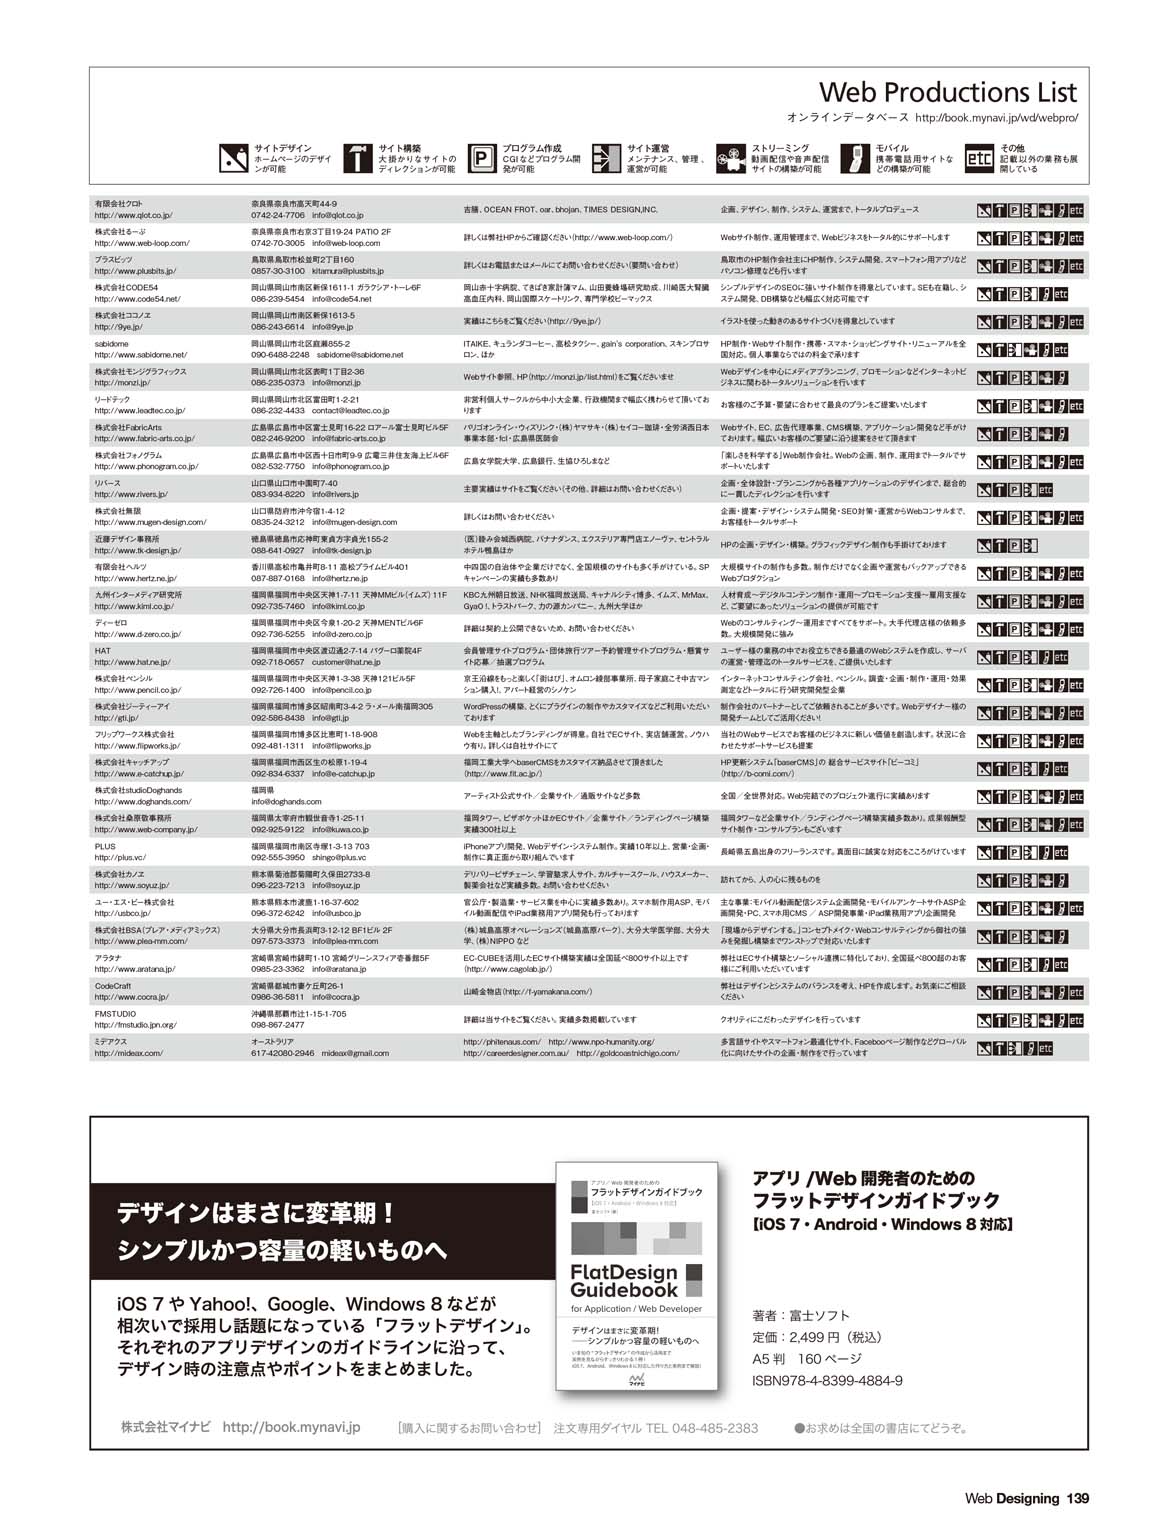 Web Productions List
オンラインデータベース http://book.mynavi.jp/wd/webpro/
サイトデザイン
ホームページのデザイ
ンが可能
サイト構築
大掛かりなサイトの
ディレクションが可能
プログラム作成
CGIなどプログラム開
発が可能
サイト運営
メンテナンス、管理、
運営が可能
ストリーミング
動画配信や音声配信
サイトの構築が可能
モバイル
携帯電話用サイトな
どの構築が可能
etc
その他
記載以外の業務も展
開している
有限会社クロト 奈良県奈良市高天町44-9
http://www.qlot.co.jp/ 0742-24-7706 info@qlot.co.jp
吉膳、OCEAN FROT、oar、bhojan、TIMES DESIGN,INC. 企画、デザイン、制作、システム、運営まで、トータルプロデュース
株式会社るーぷ 奈良県奈良市右京3丁目19-24 PATIO 2F
http://www.web-loop.com/ 0742-70-3005 info@web-loop.com
詳しくは弊社HPからご確認ください(http://www.web-loop.com/) Webサイト制作、運用管理まで、Webビジネスをトータル的にサポートします
プラスビッツ 鳥取県鳥取市松並町2丁目160
http://www.plusbits.jp/ 0857-30-3100 kitamura@plusbits.jp
詳しくはお電話またはメールにてお問い合わせください(要問い合わせ) 鳥取市のHP制作会社主にHP制作、システム開発、スマートフォン用アプリなど
パソコン修理なども行います
株式会社CODE54 岡山県岡山市南区新保1611-1 ガラクシア・トーレ6F
http://www.code54.net/ 086-239-5454 info@code54.net
岡山赤十字病院、てきぱき家計簿マム、山田養蜂場研究助成、川崎医大腎臓
高血圧内科、岡山国際スケートリンク、専門学校ビーマックス
シンプルデザインのSEOに強いサイト制作を得意としています。SEも在籍し、シ
ステム開発、DB構築なども幅広く対応可能です
株式会社ココノヱ 岡山県岡山市南区新保1613-5
http://9ye.jp/ 086-243-6614 info@9ye.jp
実績はこちらをご覧ください(http://9ye.jp/) イラストを使った動きのあるサイトづくりを得意としています
sabidome 岡山県岡山市北区庭瀬855-2
http://www.sabidome.net/ 090-6488-2248 sabidome@sabidome.net
ITAIKE、キュランダコーヒー、高松タクシー、gain's corporation、スキンプロサ
ロン、ほか
HP制作・Webサイト制作・携帯・スマホ・ショッピングサイト・リニューアルを全
国対応。個人事業ならではの料金で承ります
株式会社モンジグラフィックス 岡山県岡山市北区表町1丁目2-36
http://monzi.jp/ 086-235-0373 info@monzi.jp
Webサイト参照、HP(http://monzi.jp/list.html)をご覧くださいませ
Webデザインを中心にメディアプランニング、プロモーションなどインターネットビ
ジネスに関わるトータルソリューションを行います
リードテック 岡山県岡山市北区富田町1-2-21
http://www.leadtec.co.jp/ 086-232-4433 contact@leadtec.co.jp
非営利個人サークルから中小大企業、行政機関まで幅広く携わらせて頂いてお
ります
お客様のご予算・要望に合わせて最良のプランをご提案いたします
株式会社FabricArts 広島県広島市中区富士見町16-22 ロアール富士見町ビル5F
http://www.fabric-arts.co.jp/ 082-246-9200 info@fabric-arts.co.jp
パリゴオンライン・ウィズリンク・(株)ヤマサキ・(株)セイコー珈琲・全労済西日本
事業本部・fcl・広島県医師会
Webサイト、EC、広告代理事業、CMS構築、アプリケーション開発など手がけ
ております。幅広いお客様のご要望に沿う提案をさせて頂きます
株式会社フォノグラム 広島県広島市中区西十日市町9-9 広電三井住友海上ビル6F
http://www.phonogram.co.jp/ 082-532-7750 info@phonogram.co.jp
広島女学院大学、広島銀行、生協ひろしまなど
「楽しさを科学する」Web制作会社。Webの企画、制作、運用までトータルでサ
ポートいたします
リバース 山口県山口市中園町7-40
http://www.rivers.jp/ 083-934-8220 info@rivers.jp
主要実績はサイトをご覧ください(その他、詳細はお問い合わせください)
企画・全体設計・プランニングから各種アプリケーションのデザインまで、総合的
に一貫したディレクションを行います
株式会社無限 山口県防府市沖今宿1-4-12
http://www.mugen-design.com/ 0835-24-3212 info@mugen-design.com
詳しくはお問い合わせください
企画・提案・デザイン・システム開発・SEO対策・運営からWebコンサルまで、
お客様をトータルサポート
近藤デザイン事務所 徳島県徳島市応神町東貞方字貞光155-2
http://www.tk-design.jp/ 088-641-0927 info@tk-design.jp
(医)睦み会城西病院、バナナダンス、エクステリア専門店エノーヴァ、セントラル
ホテル鴨島ほか
HPの企画・デザイン・構築。グラフィックデザイン制作も手掛けております
有限会社ヘルツ 香川県高松市亀井町8-11 高松プライムビル401
http://www.hertz.ne.jp/ 087-887-0168 info@hertz.ne.jp
中四国の自治体や企業だけでなく、全国規模のサイトも多く手がけている。SP
キャンペーンの実績も多数あり
大規模サイトの制作も多数。制作だけでなく企画や運営もバックアップできる
Webプロダクション
九州インターメディア研究所 福岡県福岡市中央区天神1-7-11 天神MMビル(イムズ) 11F
http://www.kiml.co.jp/ 092-735-7460 info@kiml.co.jp
KBC九州朝日放送、NHK福岡放送局、キャナルシティ博多、イムズ、MrMax、
GyaO!、トラストパーク、力の源カンパニー、九州大学ほか
人材育成〜デジタルコンテンツ制作・運用〜プロモーション支援〜雇用支援な
ど、ご要望にあったソリューションの提供が可能です
ディーゼロ 福岡県福岡市中央区今泉1-20-2 天神MENTビル6F
http://www.d-zero.co.jp/ 092-736-5255 info@d-zero.co.jp
詳細は契約上公開できないため、お問い合わせください
Webのコンサルティング〜運用まですべてをサポート。大手代理店様の依頼多
数。大規模開発に強み
HAT 福岡県福岡市中央区渡辺通2-7-14 パグーロ薬院4F
http://www.hat.ne.jp/ 092-718-0657 customer@hat.ne.jp
会員管理サイトプログラム・団体旅行ツアー予約管理サイトプログラム・懸賞サ
イト応募／抽選プログラム
ユーザー様の業務の中でお役立ちできる最適のWebシステムを作成し、サーバ
の運営・管理迄のトータルサービスを、ご提供いたします
株式会社ペンシル 福岡県福岡市中央区天神1-3-38 天神121ビル5F
http://www.pencil.co.jp/ 092-726-1400 info@pencil.co.jp
京王沿線をもっと楽しく「街はぴ」、オムロン綾部事業所、母子家庭こそ中古マン
ション購入!、アパート経営のシノケン
インターネットコンサルティング会社、ペンシル。調査・企画・制作・運用・効果
測定などトータルに行う研究開発型企業
株式会社ジーティーアイ 福岡県福岡市博多区昭南町3-4-2 ラ・メール南福岡305
http://gti.jp/ 092-586-8438 info@gti.jp
WordPressの構築、とくにプラグインの制作やカスタマイズなどご利用いただい
ております
制作会社のパートナーとしてご依頼されることが多いです。Webデザイナー様の
開発チームとしてご活用ください!
フリップワークス株式会社 福岡県福岡市博多区比恵町1-18-908
http://www.flipworks.jp/ 092-481-1311 info@flipworks.jp
Webを主軸としたブランディングが得意。自社でECサイト、実店舗運営。ノウハ
ウ有り。詳しくは自社サイトにて
当社のWebサービスでお客様のビジネスに新しい価値を創造します。状況に合
わせたサポートサービスも提案
株式会社キャッチアップ 福岡県福岡市西区生の松原1-19-4
http://www.e-catchup.jp/ 092-834-6337 info@e-catchup.jp
福岡工業大学へbaserCMSをカスタマイズ納品させて頂きました
(http://www.fit.ac.jp/)
HP更新システム「baserCMS」の 総合サービスサイト「ビーコミ」
(http://b-comi.com/)
株式会社studioDoghands 福岡県
http://www.doghands.com/ info@doghands.com
アーティスト公式サイト／企業サイト／通販サイトなど多数 全国／全世界対応。Web完結でのプロジェクト進行に実績あります
株式会社桑原敬事務所 福岡県太宰府市観世音寺1-25-11
http://www.web-company.jp/ 092-925-9122 info@kuwa.co.jp
福岡タワー、ピザポケットほかECサイト／企業サイト／ランディングページ構築
実績300社以上
福岡タワーなど企業サイト／ランディングページ構築実績多数あり。成果報酬型
サイト制作・コンサルプランもございます
PLUS 福岡県福岡市南区寺塚1-3-13 703
http://plus.vc/ 092-555-3950 shingo@plus.vc
iPhoneアプリ開発、Webデザイン・システム制作。実績10年以上、営業・企画・
制作に真正面から取り組んでいます
長崎県五島出身のフリーランスです。真面目に誠実な対応をこころがけています
株式会社カノヱ 熊本県菊池郡菊陽町久保田2733-8
http://www.soyuz.jp/ 096-223-7213 info@soyuz.jp
デリバリーピザチェーン、学習塾求人サイト、カルチャースクール、ハウスメーカー、
製薬会社など実績多数。お問い合わせください
訪れてから、人の心に残るものを
ユー・エス・ビー株式会社 熊本県熊本市渡鹿1-16-37-602
http://usbco.jp/ 096-372-6242 info@usbco.jp
官公庁・製造業・サービス業を中心に実績多数あり。スマホ制作用ASP、モバ
イル動画配信やiPad業務用アプリ開発も行っております
主な事業：モバイル動画配信システム企画開発・モバイルアンケートサイトASP企
画開発・PC、スマホ用CMS ／ ASP開発事業・iPad業務用アプリ企画開発
株式会社BSA(プレア・メディアミックス) 大分県大分市長浜町3-12-12 BF1ビル 2F
http://www.plea-mm.com/ 097-573-3373 info@plea-mm.com
(株)城島高原オペレーションズ(城島高原パーク)、大分大学医学部、大分大
学、(株)NIPPO など
「現場からデザインする。」コンセプトメイク・Webコンサルティングから御社の強
みを発掘し構築までワンストップで対応いたします
アラタナ 宮崎県宮崎市錦町1-10 宮崎グリーンスフィア壱番館5F
http://www.aratana.jp/ 0985-23-3362 info@aratana.jp
EC-CUBEを活用したECサイト構築実績は全国延べ800サイト以上です
(http://www.cagolab.jp/)
弊社はECサイト構築とソーシャル連携に特化しており、全国延べ800超のお客
様にご利用いただいています
CodeCraft 宮崎県都城市妻ケ丘町26-1
http://www.cocra.jp/ 0986-36-5811 info@cocra.jp
山崎金物店(http://f-yamakana.com/)
弊社はデザインとシステムのバランスを考え、HPを作成します。お気楽にご相談
ください
FMSTUDIO 沖縄県那覇市辻1-15-1-705
http://fmstudio.jpn.org/ 098-867-2477
詳細は当サイトをご覧ください。実績多数掲載しています クオリティにこだわったデザインを行っています
ミデアクス オーストラリア
http://mideax.com/ 617-42080-2946 mideax@gmail.com
http://phitenaus.com/ http://www.npo-humanity.org/
http://careerdesigner.com.au/ http://goldcoastnichigo.com/
多言語サイトやスマートフォン最適化サイト、Facebooページ制作などグローバル
化に向けたサイトの企画・制作をで行っています
デザインはまさに変革期！
シンプルかつ容量の軽いものへ
iOS 7 や Yahoo!、Google、Windows 8 などが
相次いで採用し話題になっている「フラットデザイン」。
それぞれのアプリデザインのガイドラインに沿って、
デザイン時の注意点やポイントをまとめました。
アプリ／Web 開発者のための
フラットデザインガイドブック
【iOS 7・Android・Windows 8 対応】
富士ソフト[著]
FlatDesign
Guidebook
for Application / Web Developer
デザインはまさに変革期！
──シンプルかつ容量の軽いものへ
マイナビ
アプリ /Web 開発者のための
フラットデザインガイドブック
【iOS 7・Android・Windows 8 対応】
著者：富士ソフト
定価：2,499 円（税込）
A5 判 160 ページ
ISBN978-4-8399-4884-9
株式会社マイナビ http://book.mynavi.jp ［購入に関するお問い合わせ］ 注文専用ダイヤル TEL 048-485-2383 ●お求めは全国の書店にてどうぞ。
Web Designing 139